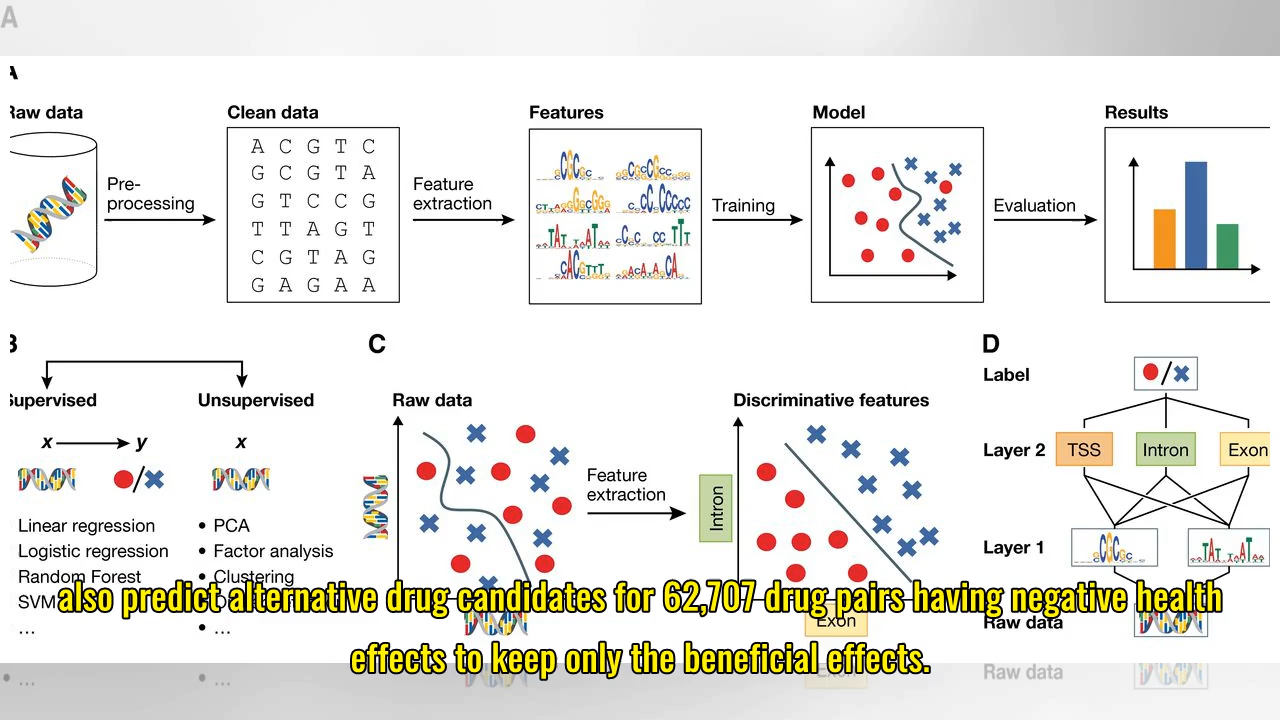 A
A
Raw data
Clean data
Features
Model
Results
Pre-
processing
Feature
extraction
Training
Evaluation
A C G T C
G C G T A
G T C C G
T T A G T
C G T A G
G A G A A
B
Supervised
Unsupervised
x y
x
/
Linear regression
Logistic regression
Random Forest
SVM
...
• PCA
• Factor analysis
• Clustering
• ...
C
Raw data
Feature
extraction
Discriminative features
Intron
Exon
D
Label
/
Layer 2
TSS
Intron
Exon
Layer 1
Raw data
also predict alternative drug candidates for 62,707 drug pairs having negative health
effects to keep only the beneficial effects.
• ...
• ...
Exon
Raw data